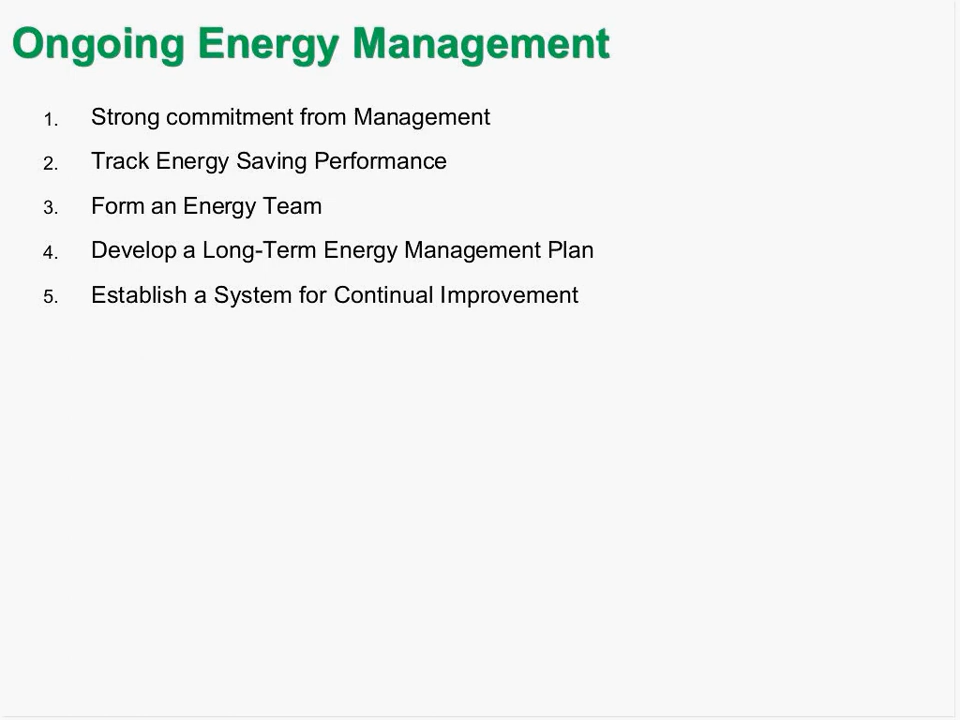 Ongoing Energy Management
1. Strong commitment from Management
2. Track Energy Saving Performance
3. Form an Energy Team
4. Develop a Long-Term Energy Management Plan
5. Establish a System for Continual Improvement